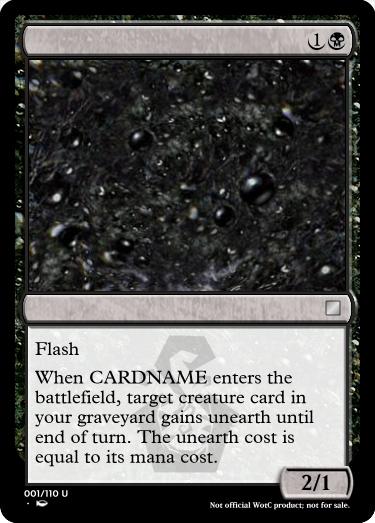 1
Flash
When CARDNAME enters the
battlefield, target creature card in
your graveyard gains unearth until
end of turn. The unearth cost is
equal to its mana cost.
2/1
001/110 U
Not official WotC product; not for sale.